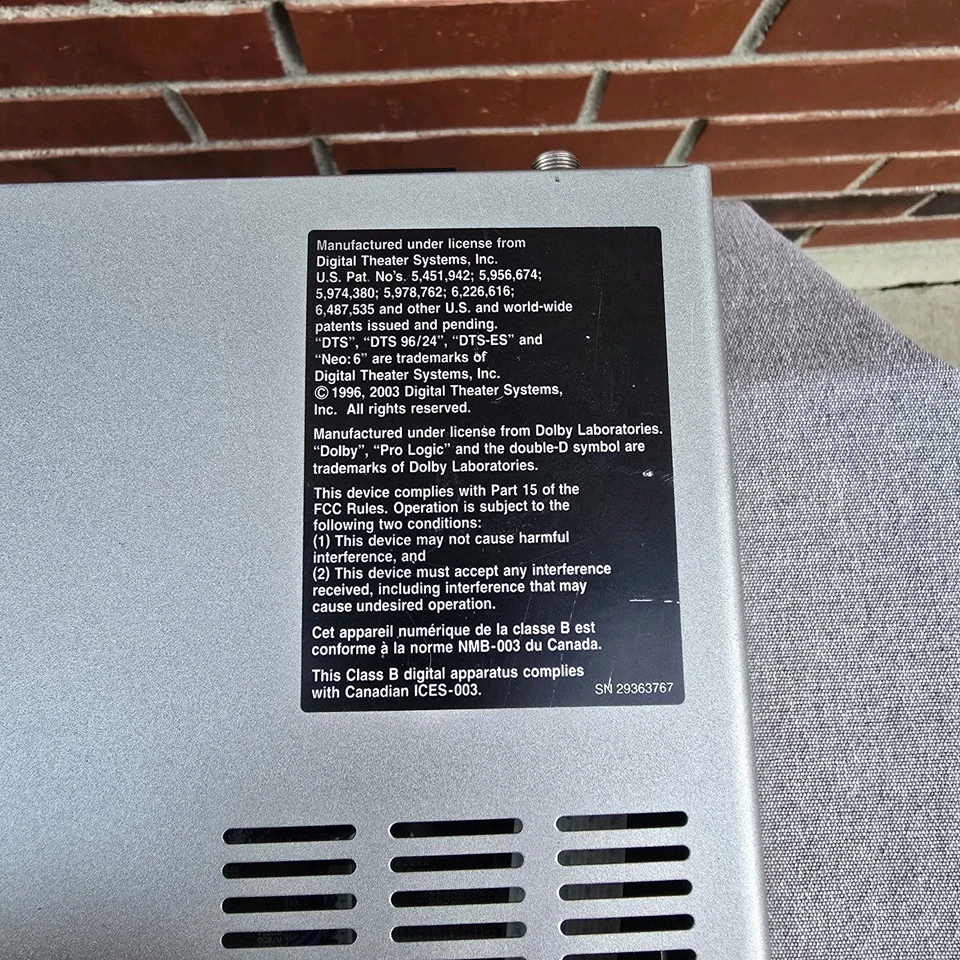 Manufactured under license from
Digital Theater Systems, Inc.
U.S. Pat. No's. 5,451,942; 5,956,674;
5,974,380; 5,978,762; 6,226,616;
6,487,535 and other U.S. and world-wide
patents issued and pending.
"DTS", "DTS 96/24", "DTS-ES" and
"Neo:6" are trademarks of
Digital Theater Systems, Inc.
© 1996, 2003 Digital Theater Systems,
Inc. All rights reserved.
Manufactured under license from Dolby Laboratories.
"Dolby", "Pro Logic" and the double-D symbol are
trademarks of Dolby Laboratories.
This device complies with Part 15 of the
FCC Rules. Operation is subject to the
following two conditions:
(1) This device may not cause harmful
interference, and
(2) This device must accept any interference
received, including interference that may
cause undesired operation.
Cet appareil numérique de la classe B est
conforme à la norme NMB-003 du Canada.
This Class B digital apparatus complies
with Canadian ICES-003.
SN 29363767